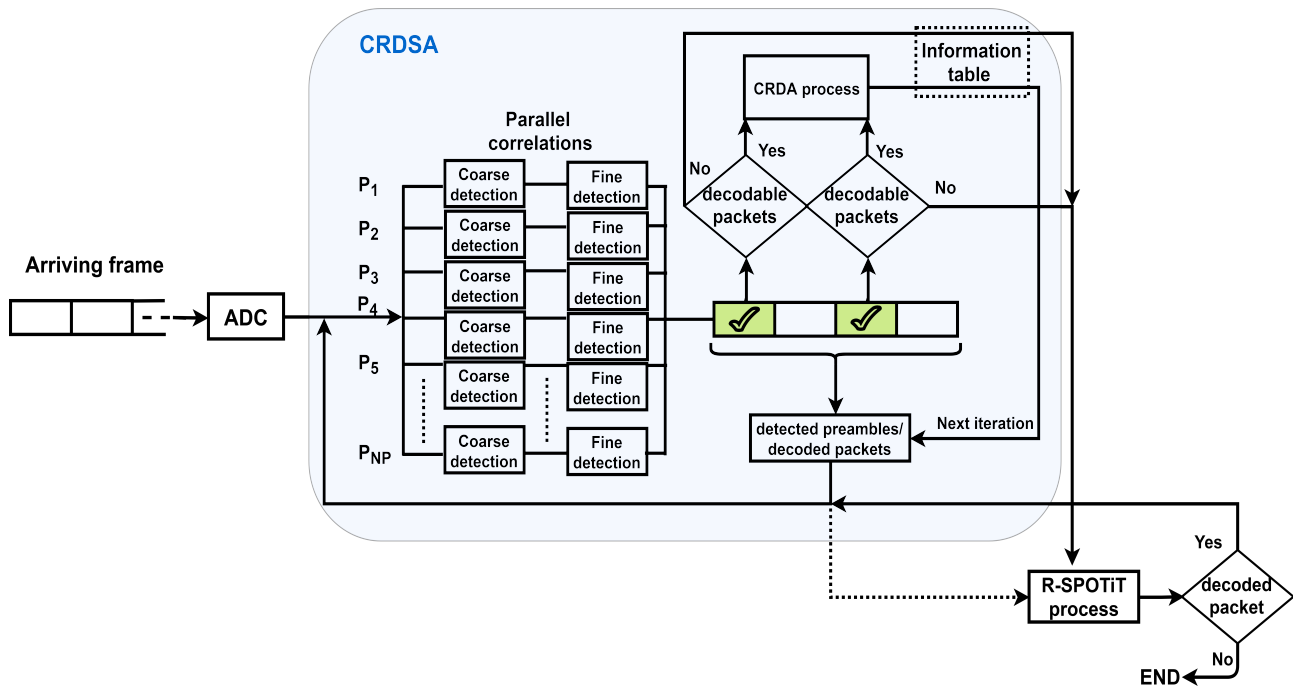 CRDSA
Information
table
CRDA process
Parallel
correlations
No
Yes
Yes
No
decodable
packets
decodable
packets
P1
Coarse
detection
Fine
detection
P2
Coarse
detection
Fine
detection
Arriving frame
P3
Coarse
detection
Fine
detection
P4
ADC
Coarse
detection
Fine
detection
P5
Coarse
detection
Fine
detection
PNP
Coarse
detection
Fine
detection
detected preambles/
decoded packets
Next iteration
Yes
R-SPOTiT
process
decoded
packet
No
END